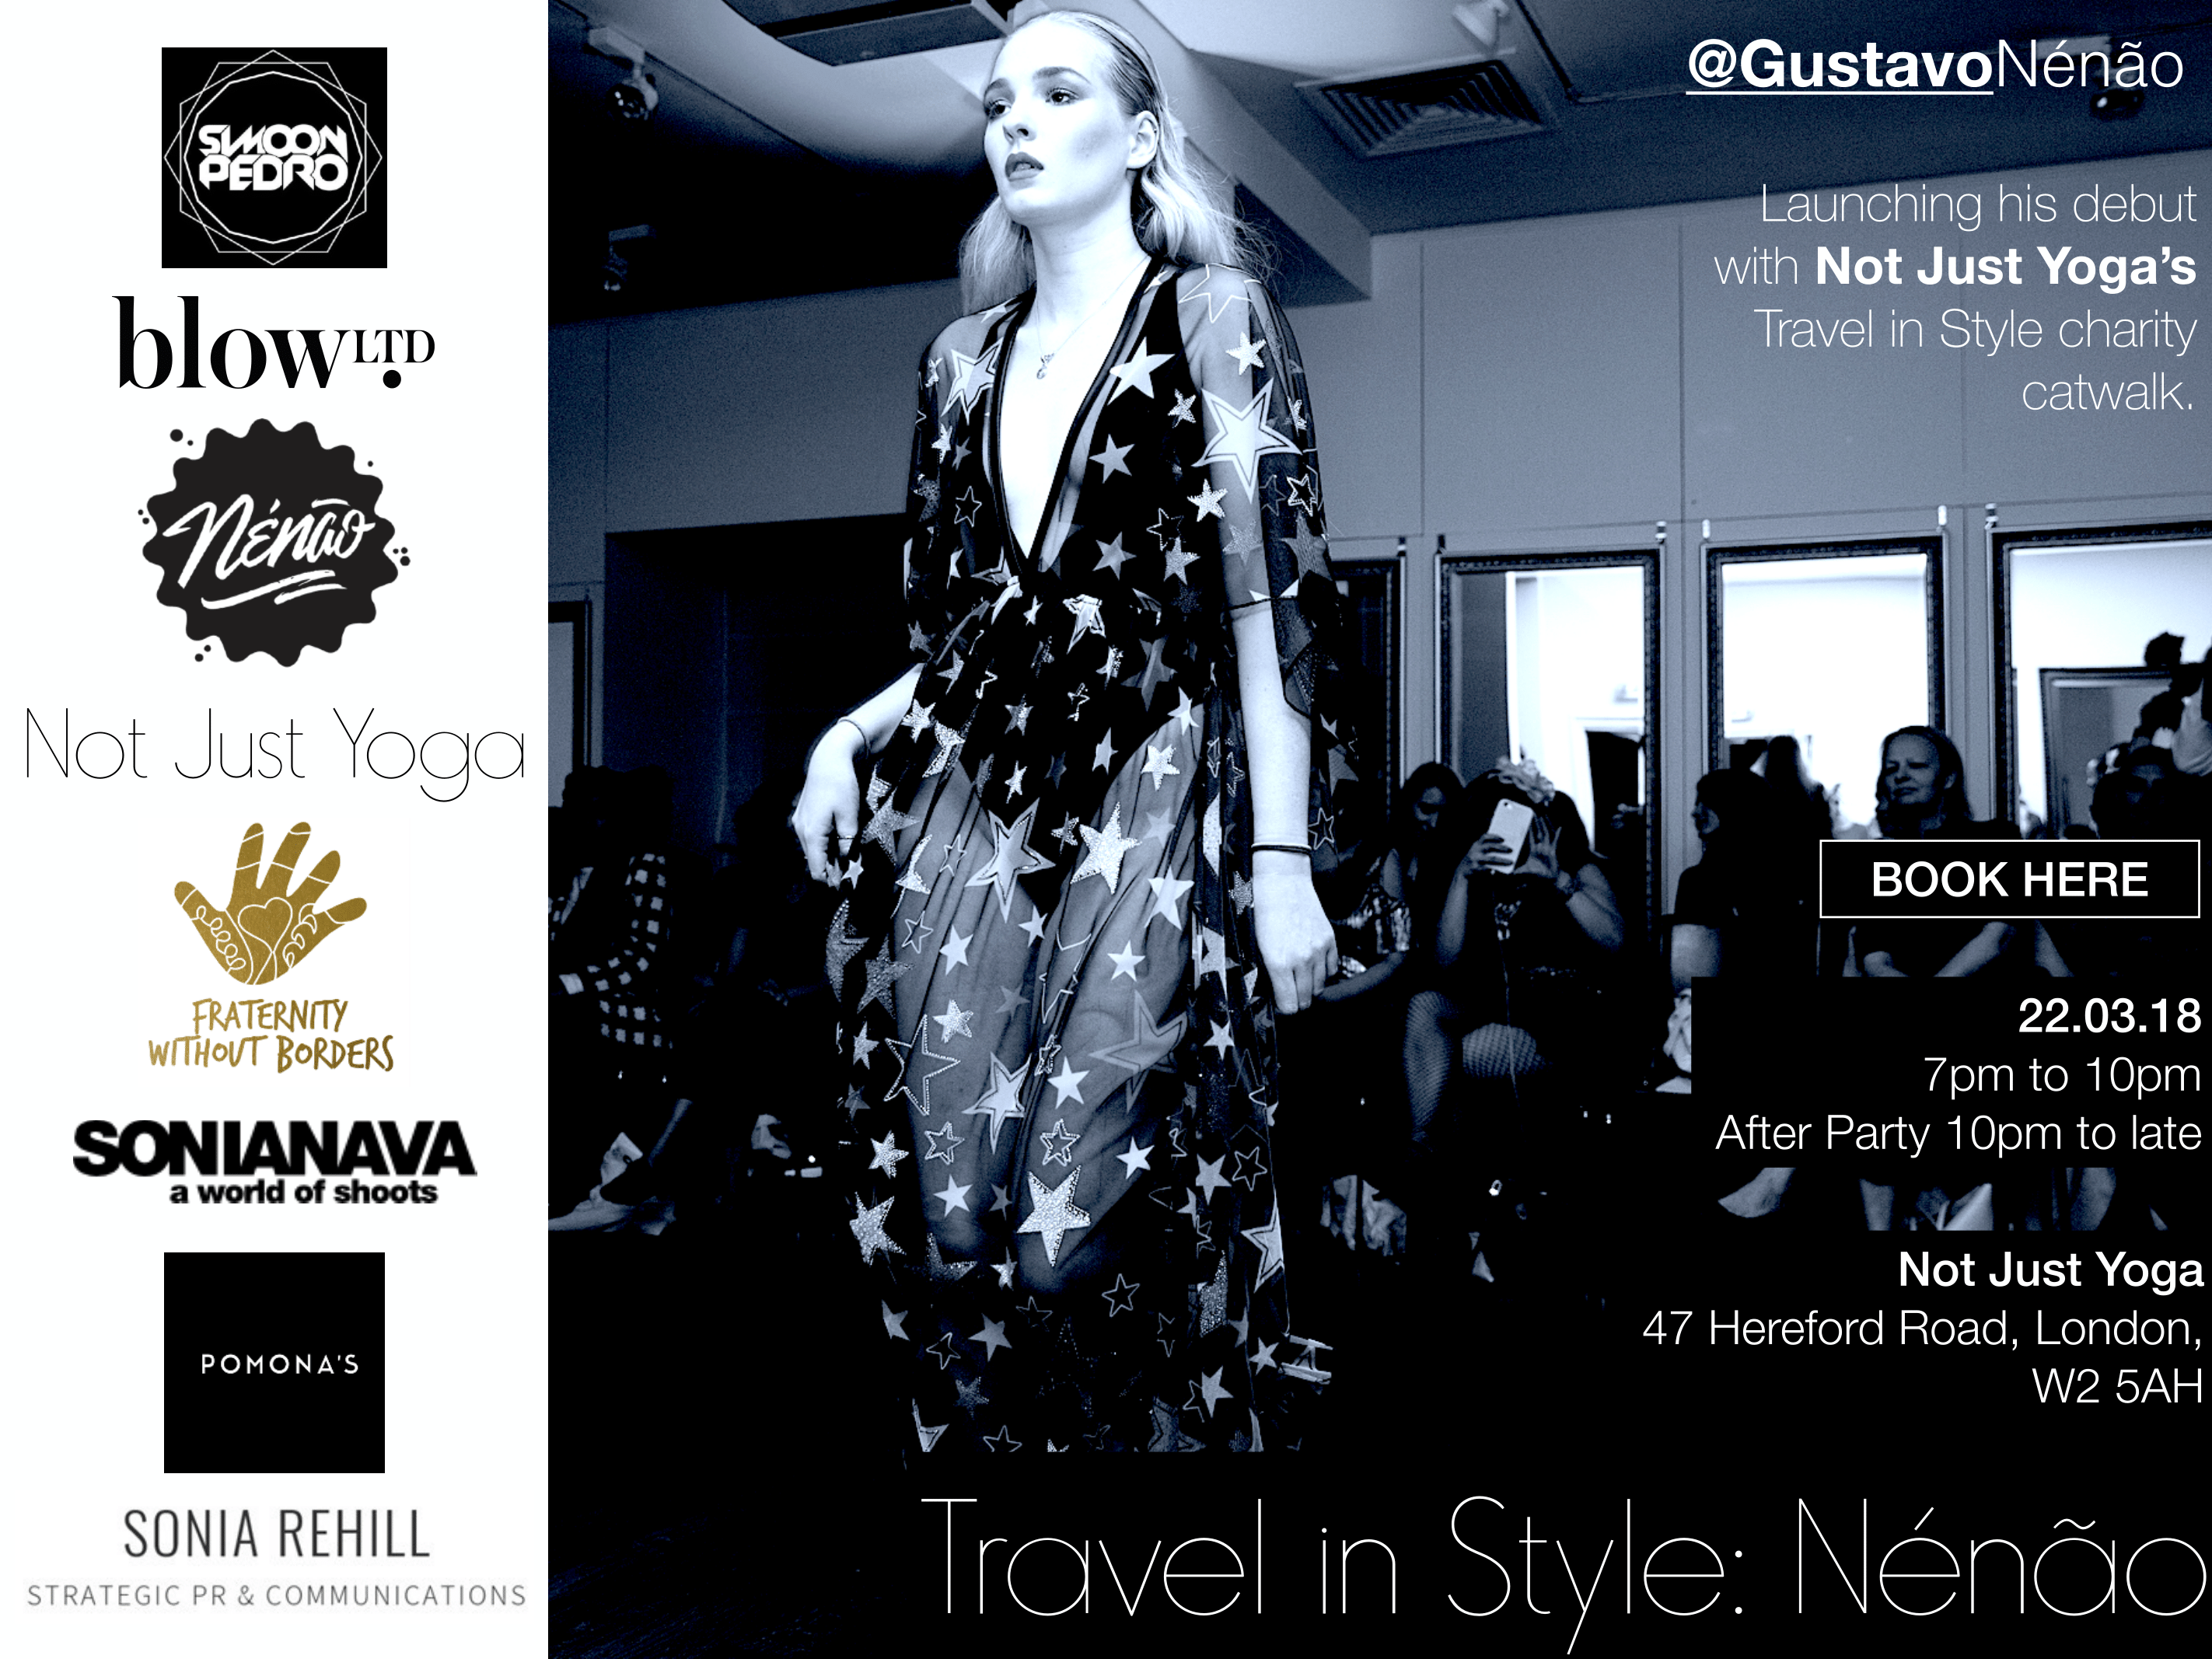 SIMOON
PEDRO
blow LTD
Nénão
Not Just Yoga
FRATERNITY
WITHOUT BORDERS
SONIANAVA
a world of shoots
POMONA'S
SONIA REHILL
STRATEGIC PR & COMMUNICATIONS
@GustavoNénão
Launching his debut
with Not Just Yoga’s
Travel in Style charity
catwalk.
BOOK HERE
22.03.18
7pm to 10pm
After Party 10pm to late
Not Just Yoga
47 Hereford Road, London,
W2 5AH
Travel in Style: Nénão